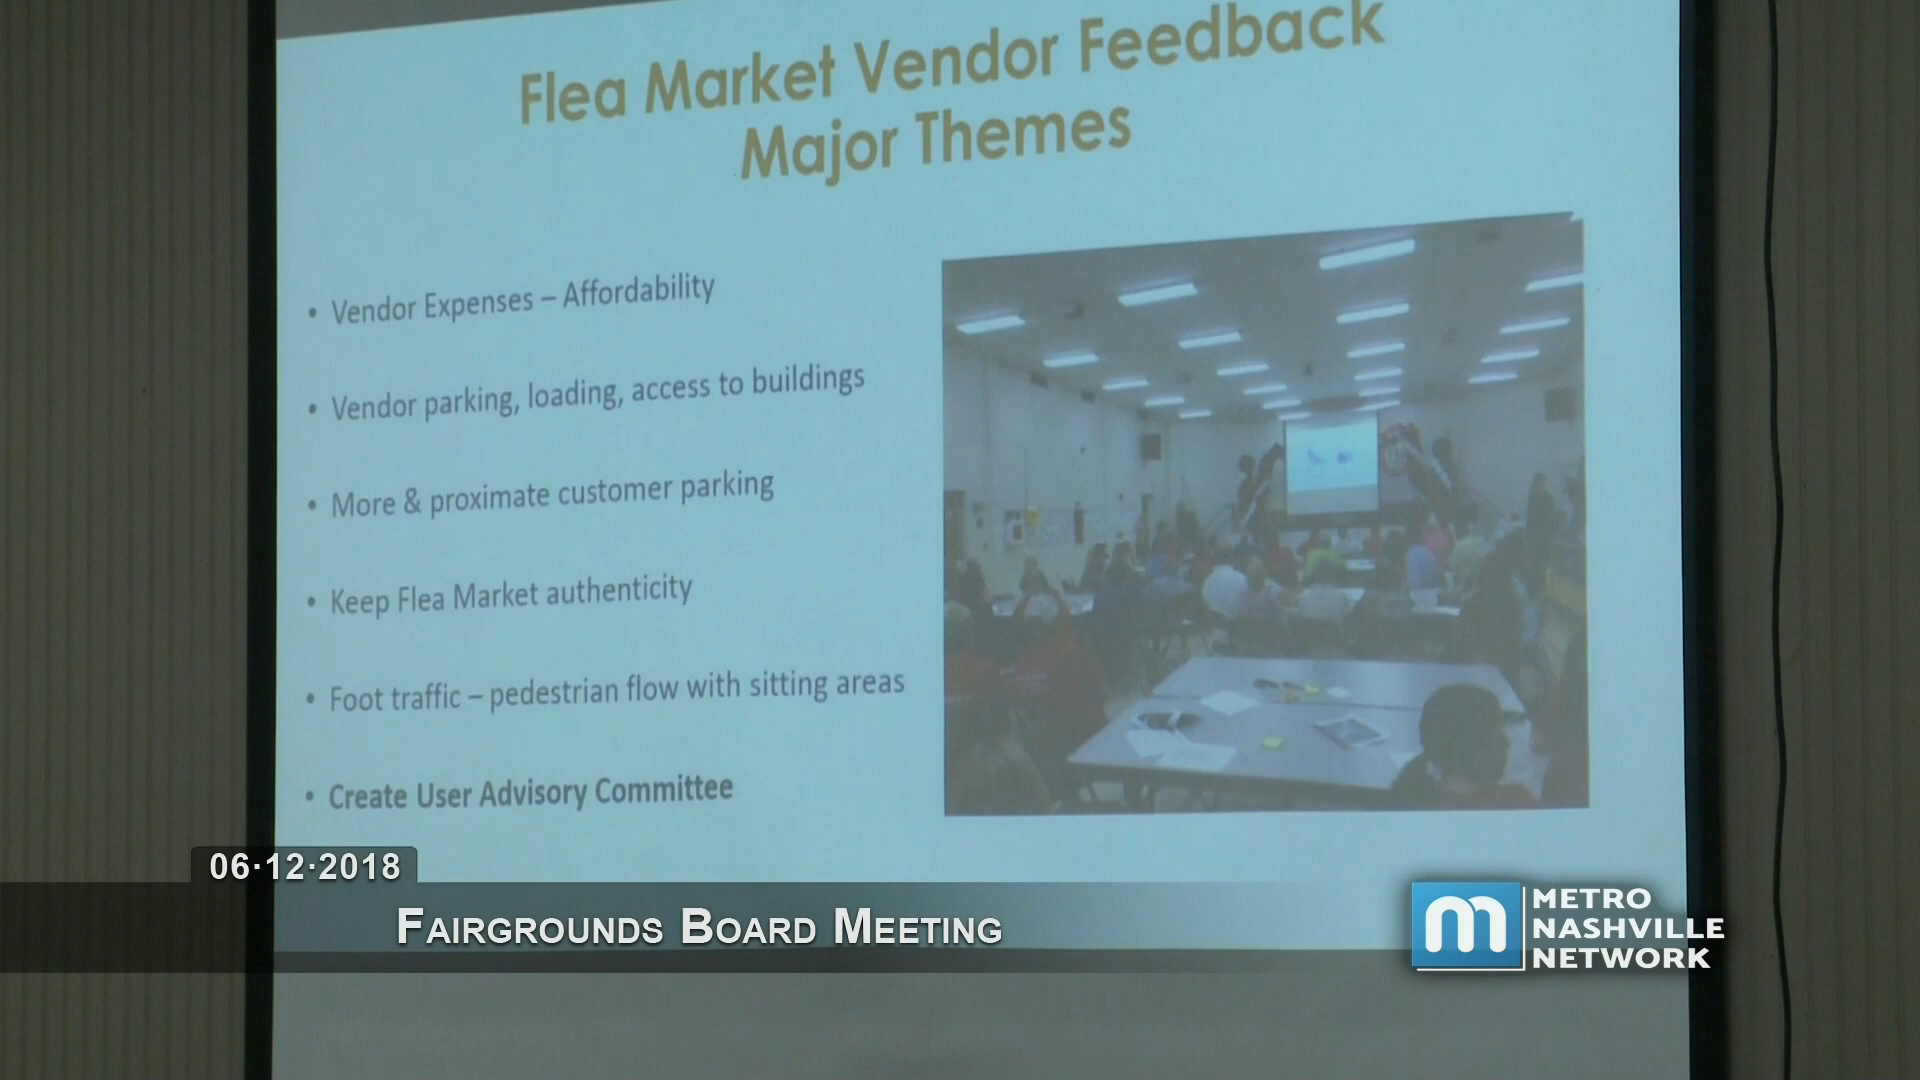 Flea Market Vendor Feedback
Major Themes
• Vendor Expenses – Affordability
• Vendor parking, loading, access to buildings
• More & proximate customer parking
• Keep Flea Market authenticity
• Foot traffic – pedestrian flow with sitting areas
• Create User Advisory Committee
06·12·2018
Fairgrounds Board Meeting
m METRO
NASHVILLE
NETWORK